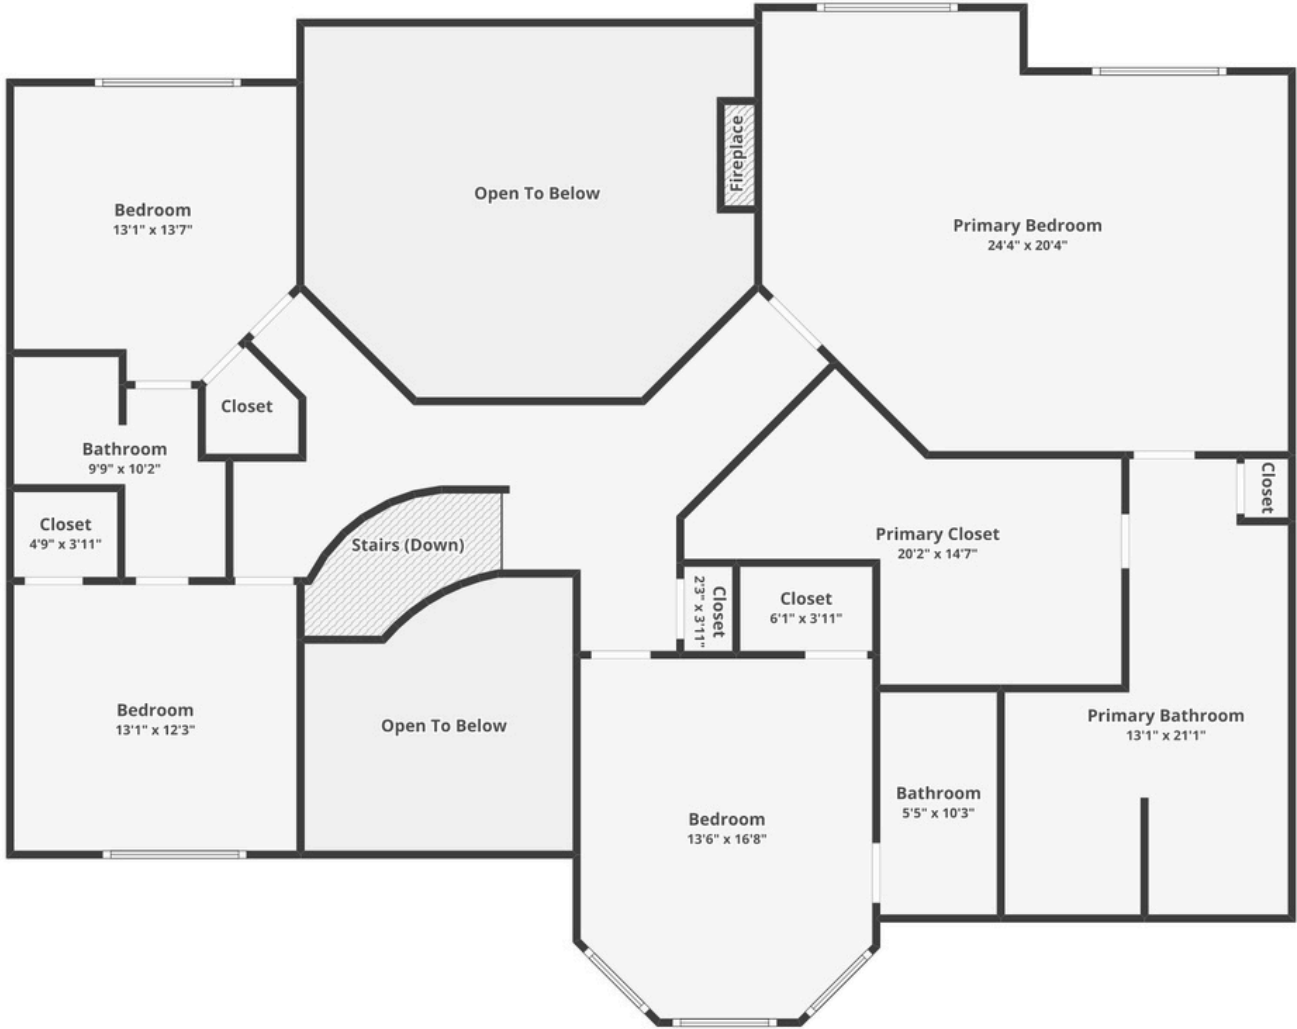 Fireplace
Open To Below
Bedroom
13'1" x 13'7"
Primary Bedroom
24'4" x 20'4"
Closet
Bathroom
9'9" x 10'2"
Closet
Closet
4'9" x 3'11"
Stairs (Down)
Primary Closet
20'2" x 14'7"
Closet
2'3" x 3'11"
Closet
6'1" x 3'11"
Bedroom
13'1" x 12'3"
Open To Below
Primary Bathroom
13'1" x 21'1"
Bathroom
5'5" x 10'3"
Bedroom
13'6" x 16'8"